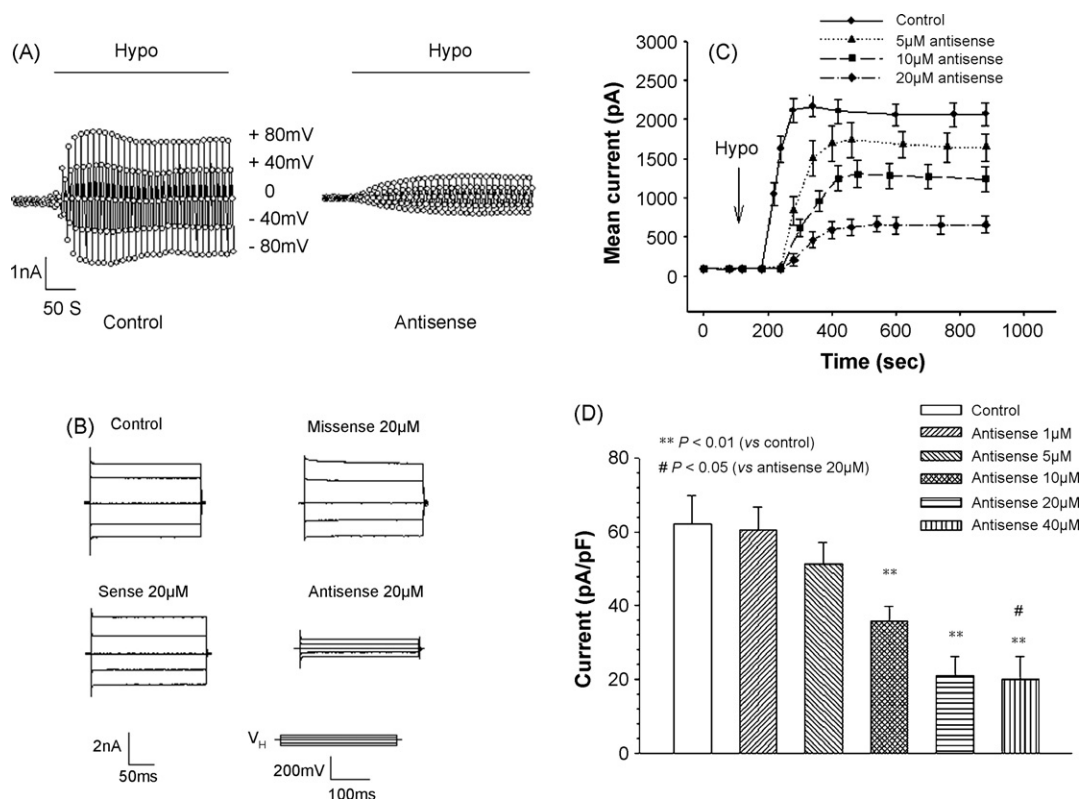 (A)
Hypo
Hypo
+ 80mV
+ 40mV
0
- 40mV
- 80mV
1nA
50 S
Control
Antisense
(B)
Control
Missense 20μM
Sense 20μM
Antisense 20μM
2nA
50ms
VH
200mV
100ms
(C)
Control
5μM antisense
10μM antisense
20μM antisense
Mean current (pA)
3000
2500
2000
1500
1000
500
0
Hypo
0 200 400 600 800 1000
Time (sec)
(D)
Control
Antisense 1μM
Antisense 5μM
Antisense 10μM
Antisense 20μM
Antisense 40μM
** P < 0.01 (vs control)
# P < 0.05 (vs antisense 20μM)
Current (pA/pF)
80
60
40
20
0
**
**
#
**